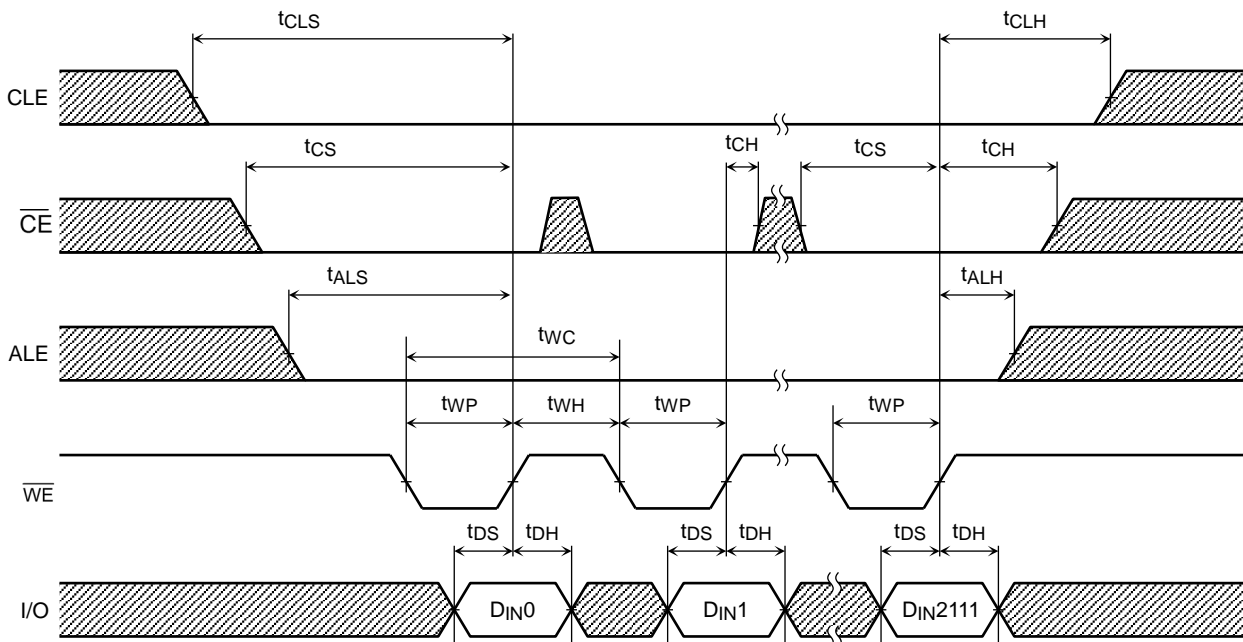 tCLS tCLH
CLE
tCS tCH tCS tCH
CE
tALS tALH
ALE
tWC
tWP tWH tWP tWP
WE
tDS tDH tDS tDH tDS tDH
I/O DIN0 DIN1 DIN2111